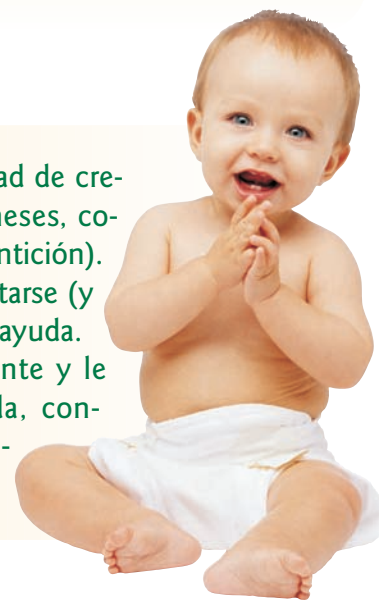 ad de cre-
neses, co-
ntición).
tarse (y
ayuda.
nte y le
da, con-
-